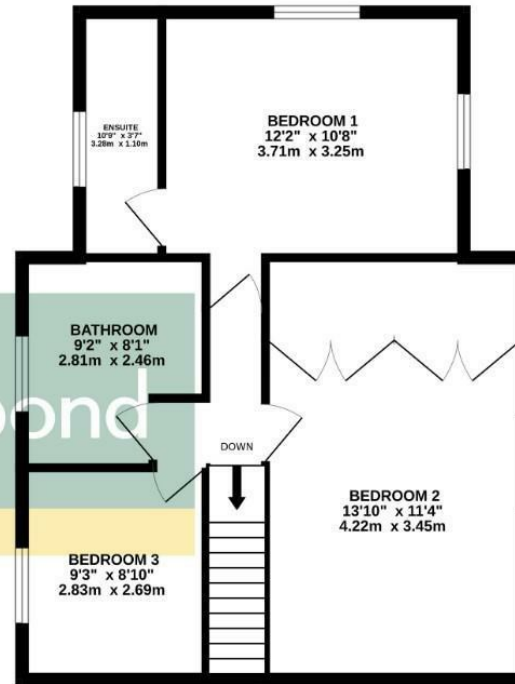 ENSUITE
10'9" x 3'7"
3.28m x 1.10m
BEDROOM 1
12'2" x 10'8"
3.71m x 3.25m
BATHROOM
9'2" x 8'1"
2.81m x 2.46m
ond
DOWN
BEDROOM 2
13'10" x 11'4"
4.22m x 3.45m
BEDROOM 3
9'3" x 8'10"
2.83m x 2.69m